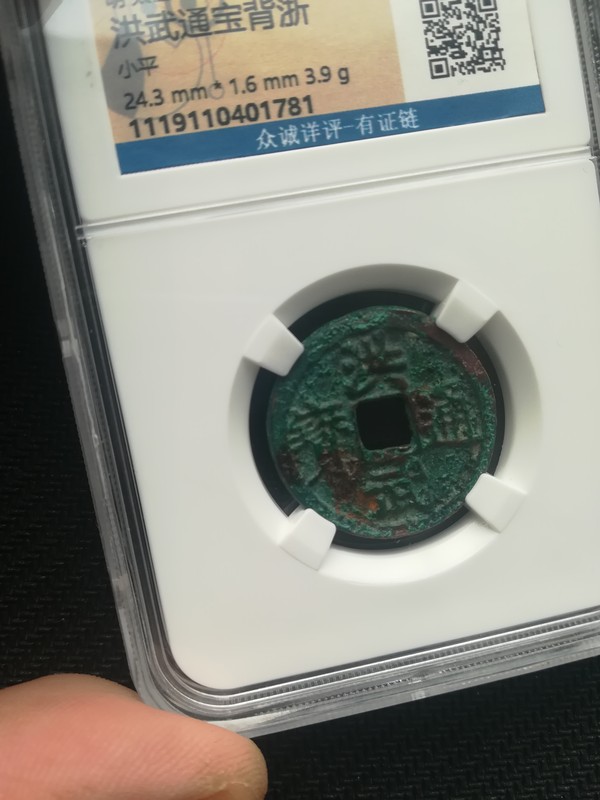 洪武通宝背浙
小平
24.3 mm* 1.6 mm 3.9 g
1119110401781
众诚详评-有证链
洪武通寶